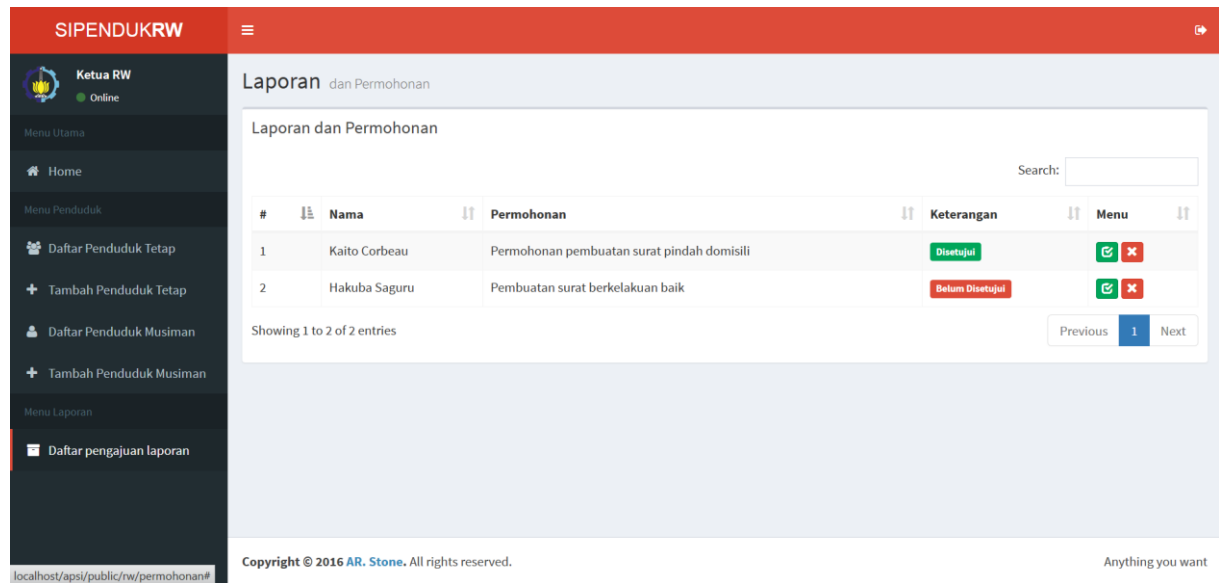 SIPENDUKRW
Ketua RW
Online
Menu Utama
Home
Menu Penduduk
Daftar Penduduk Tetap
Tambah Penduduk Tetap
Daftar Penduduk Musiman
Tambah Penduduk Musiman
Menu Laporan
Daftar pengajuan laporan
Laporan dan Permohonan
Laporan dan Permohonan
Search:
# Nama Permohonan Keterangan Menu
1 Kaito Corbeau Permohonan pembuatan surat pindah domisili Disetujui
2 Hakuba Saguru Pembuatan surat berkelakuan baik Belum Disetujui
Showing 1 to 2 of 2 entries
Previous 1 Next
Copyright © 2016 AR. Stone. All rights reserved. Anything you want
localhost/apsi/public/rw/permohonan#